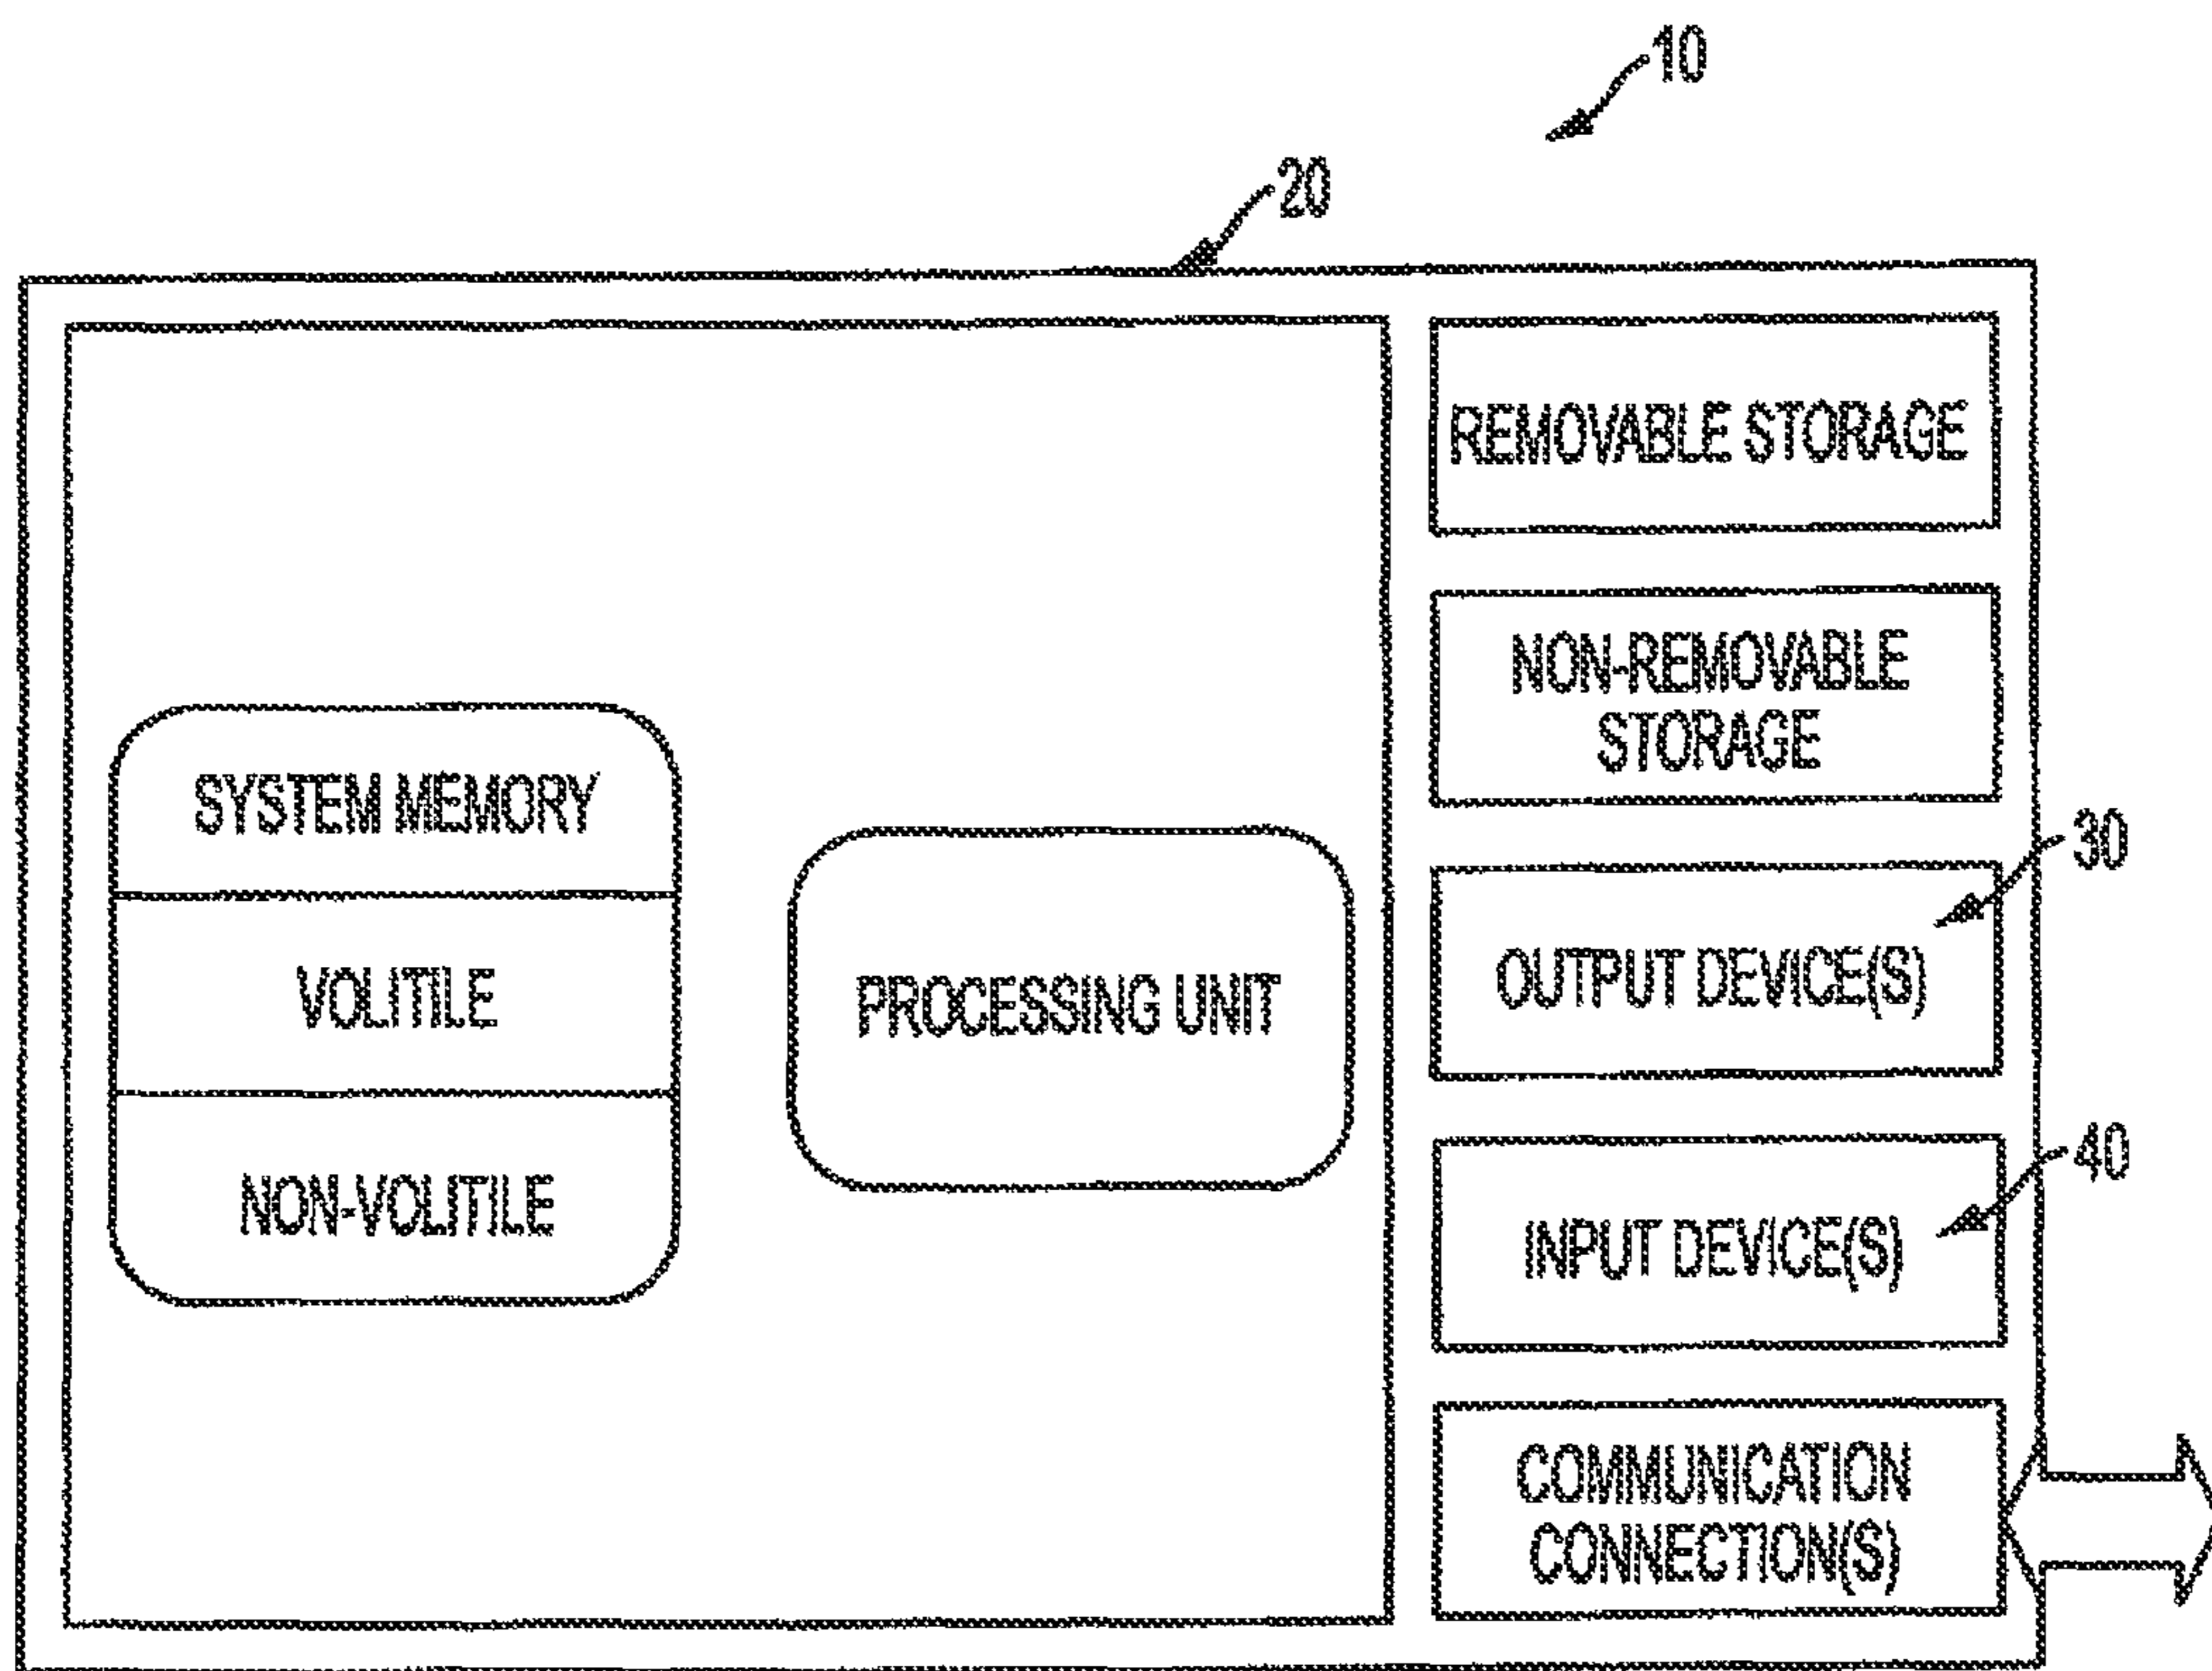 10
20
REMOVABLE STORAGE
NON-REMOVABLE
STORAGE
SYSTEM MEMORY
VOLITILE
NON-VOLITILE
PROCESSING UNIT
30
OUTPUT DEVICE(S)
40
INPUT DEVICE(S)
COMMUNICATION
CONNECTION(S)